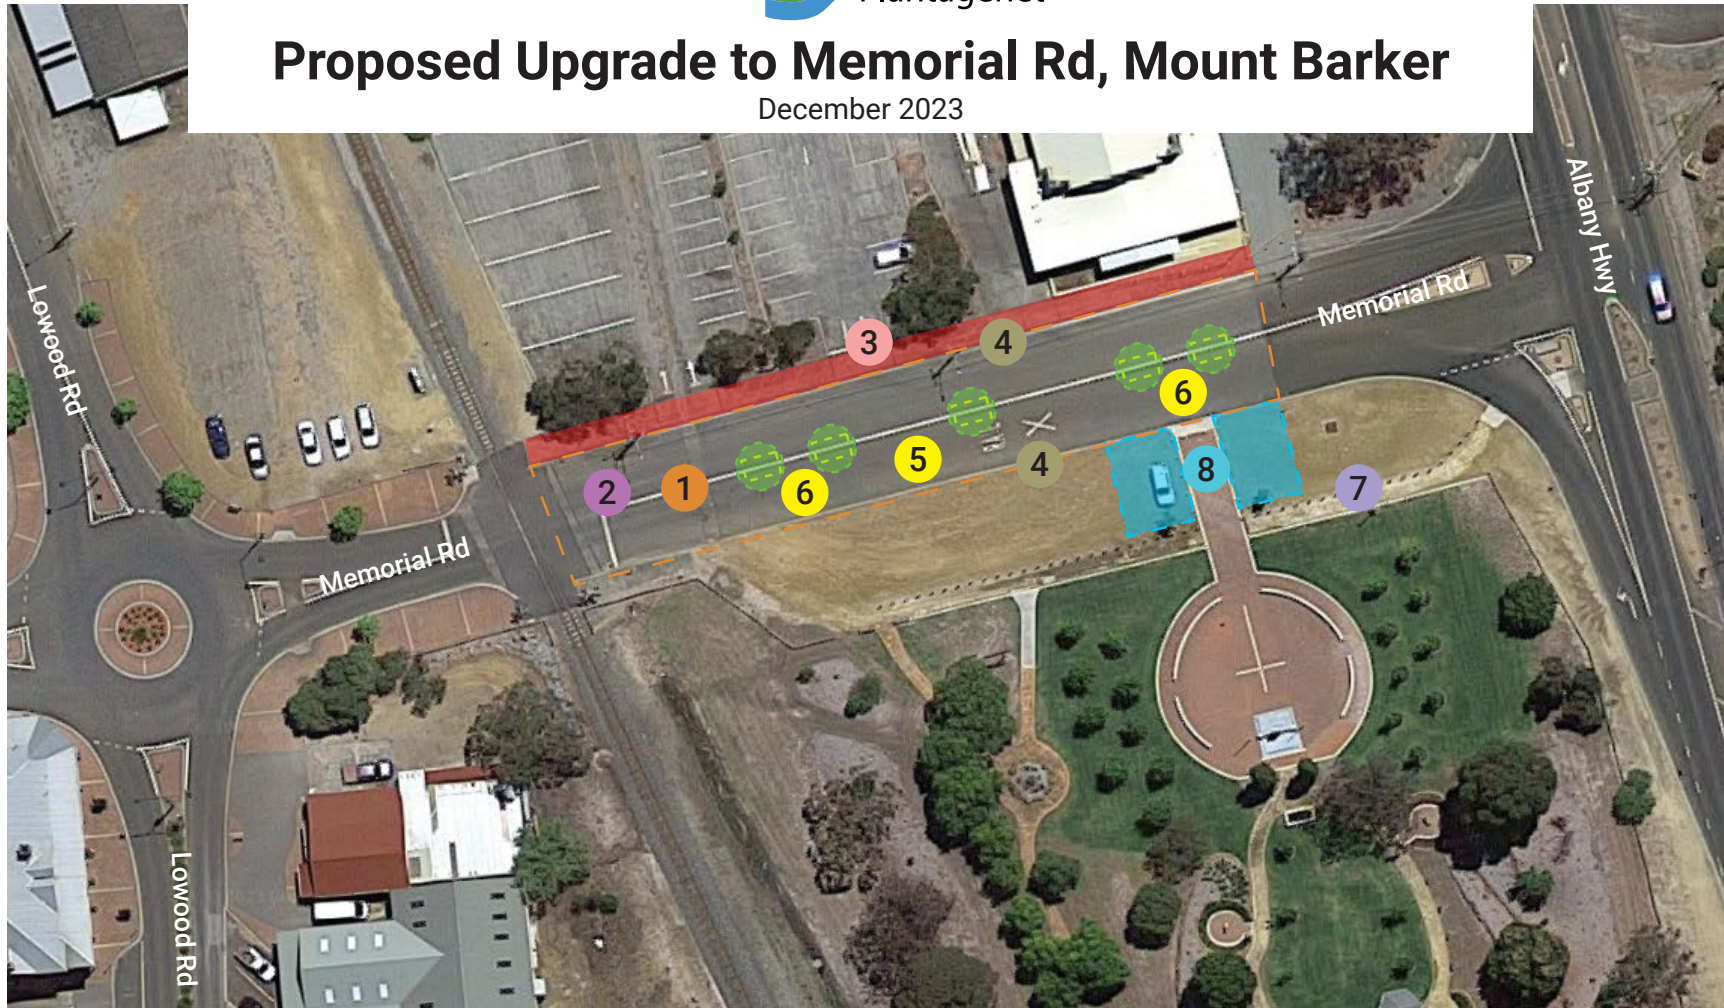 Plantagenet
Proposed Upgrade to Memorial Rd, Mount Barker
December 2023
Albany Hwy
Memorial Rd
Lowood Rd
3
4
6
5
4
2
1
6
8
7
Memorial Rd
Lowood Rd